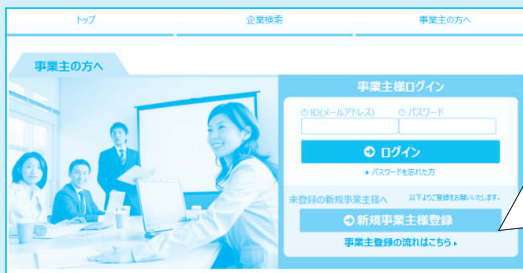 トップ
企業検索
事業主の方へ
事業主の方へ
事業主様ログイン
ID(メールアドレス)
パスワード
ログイン
パスワードを忘れた方
未登録の新規事業主様へ
以下よりご登録をお願いいたします。
新規事業主様登録
事業主登録の流れはこちら